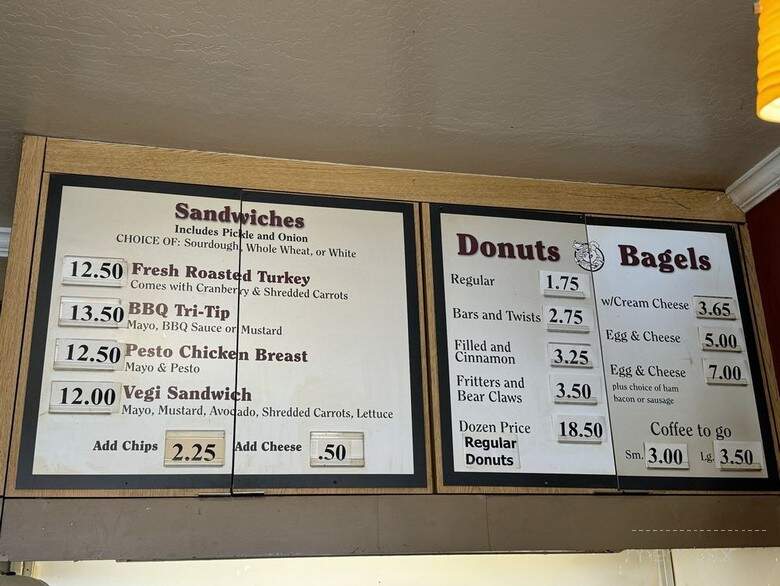 Sandwiches
Includes Pickle and Onion
CHOICE OF: Sourdough, Whole Wheat, or White
12.50 Fresh Roasted Turkey
Comes with Cranberry & Shredded Carrots
13.50 BBQ Tri-Tip
Mayo, BBQ Sauce or Mustard
12.50 Pesto Chicken Breast
Mayo & Pesto
12.00 Vegi Sandwich
Mayo, Mustard, Avocado, Shredded Carrots, Lettuce
Add Chips 2.25 Add Cheese .50
Donuts
Regular 1.75
Bars and Twists 2.75
Filled and
Cinnamon 3.25
Fritters and
Bear Claws 3.50
Dozen Price 18.50
Regular
Donuts
Bagels
w/Cream Cheese 3.65
Egg & Cheese 5.00
Egg & Cheese 7.00
plus choice of ham
bacon or sausage
Coffee to go
Sm. 3.00 Lg. 3.50